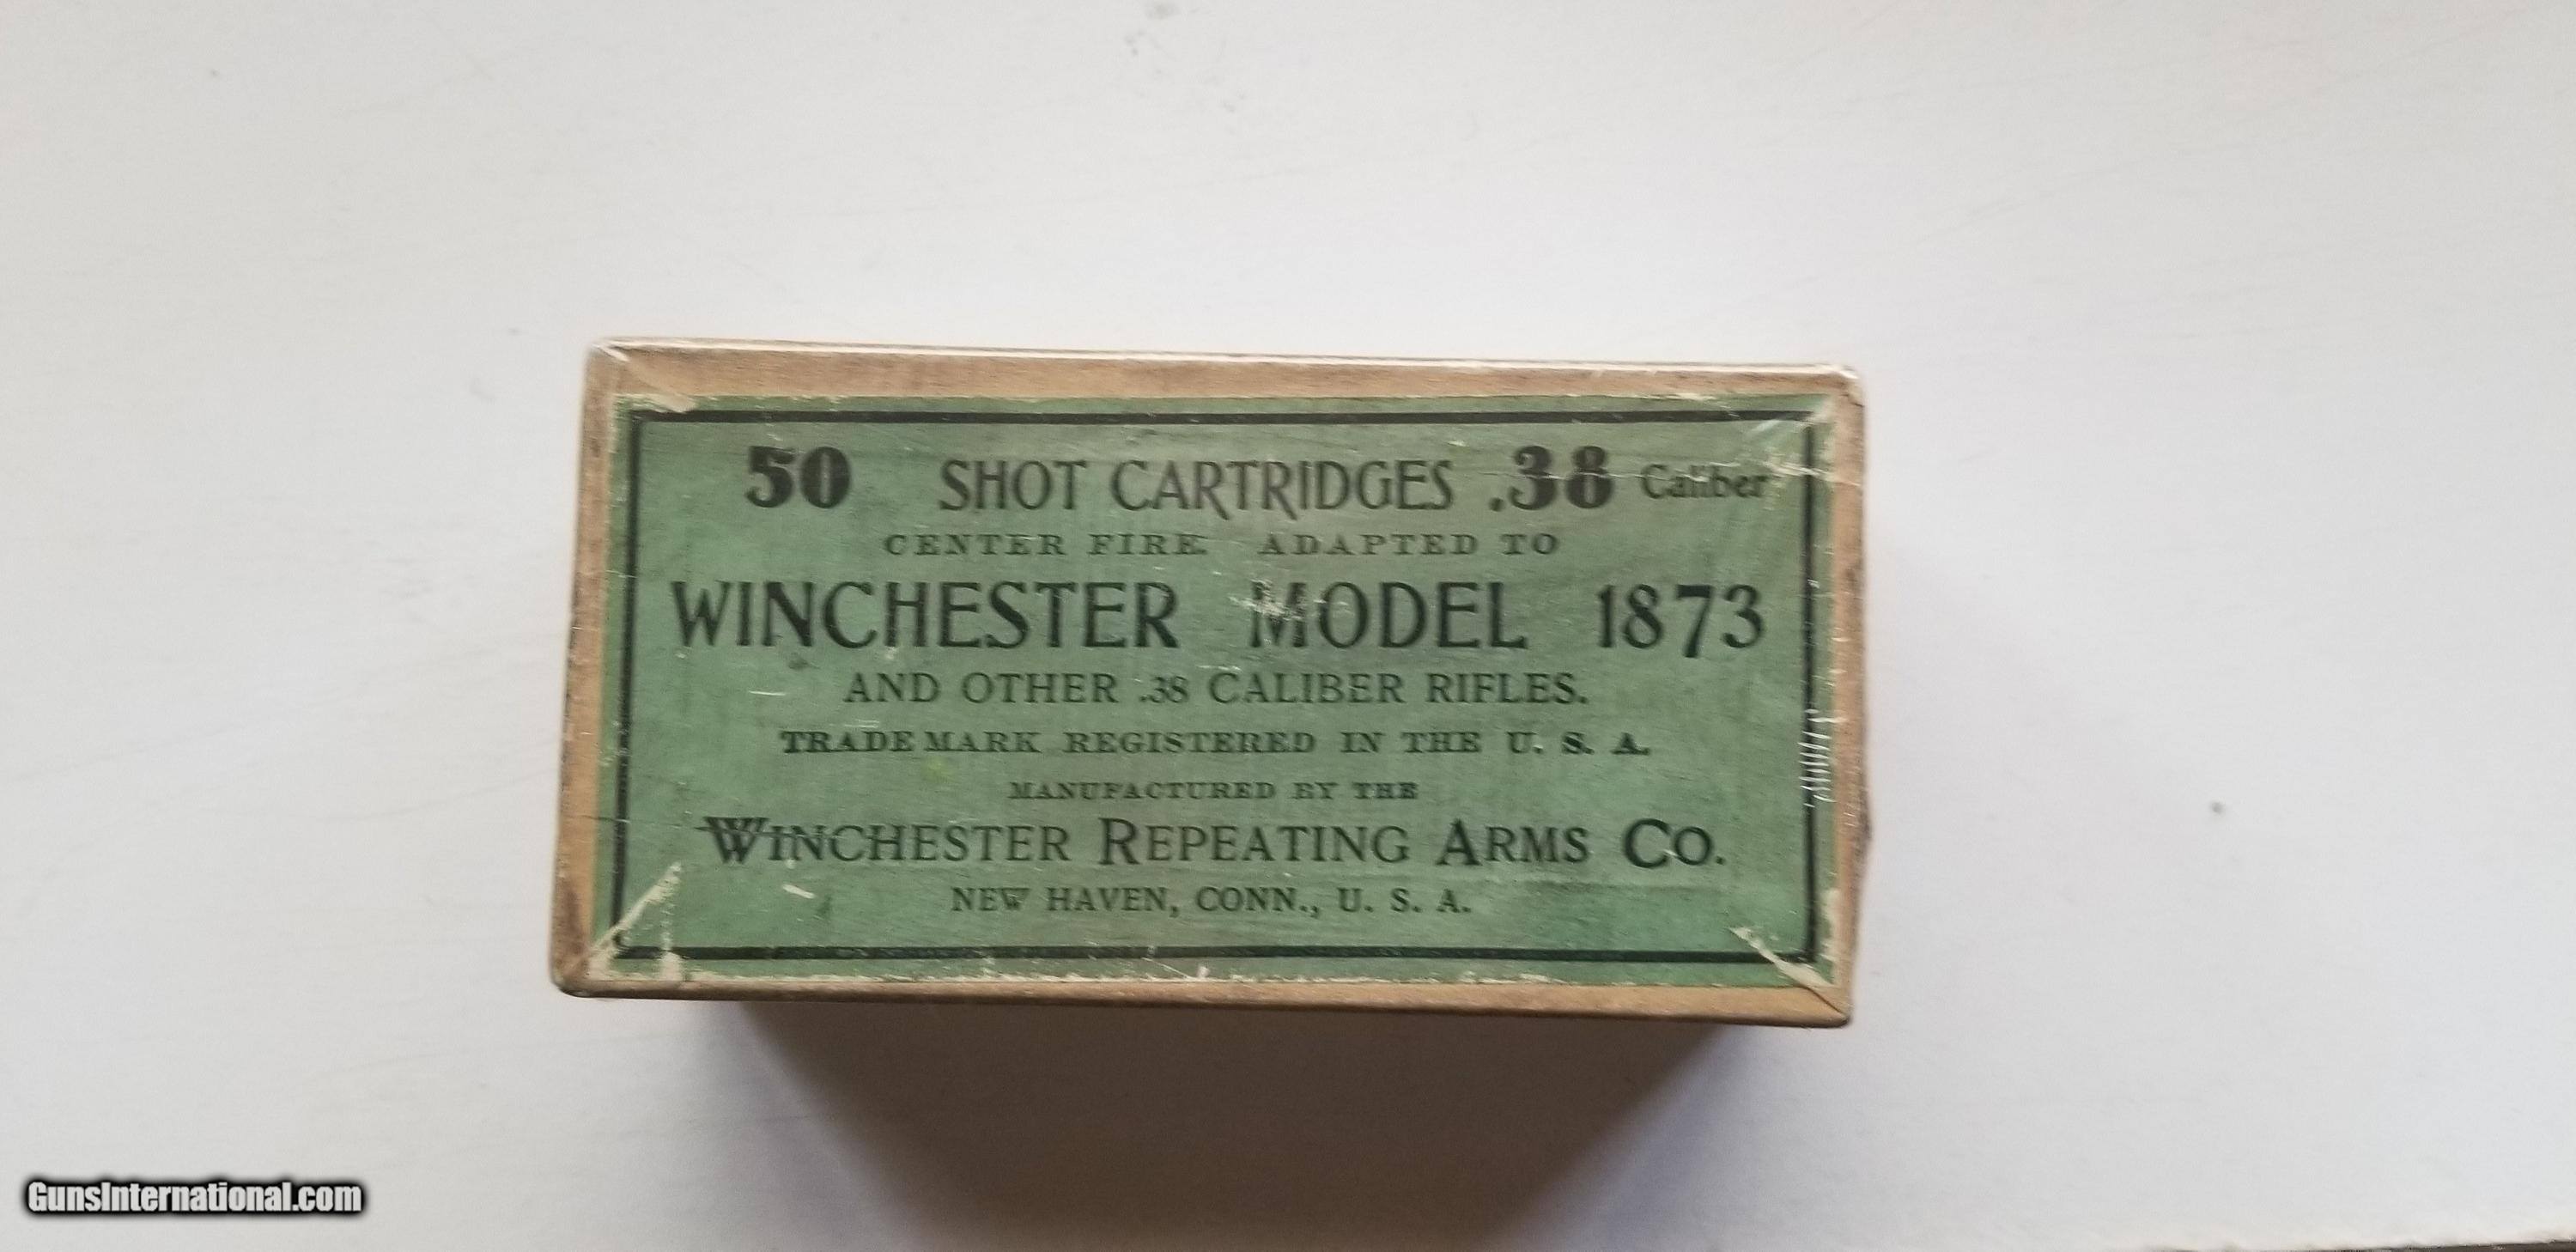 50 SHOT CARTRIDGES .38 Caliber
CENTER FIRE ADAPTED TO
WINCHESTER MODEL 1873
AND OTHER .38 CALIBER RIFLES.
TRADE MARK REGISTERED IN THE U. S. A.
MANUFACTURED BY THE
WINCHESTER REPEATING ARMS CO.
NEW HAVEN, CONN., U. S. A.
GunsInternational.com